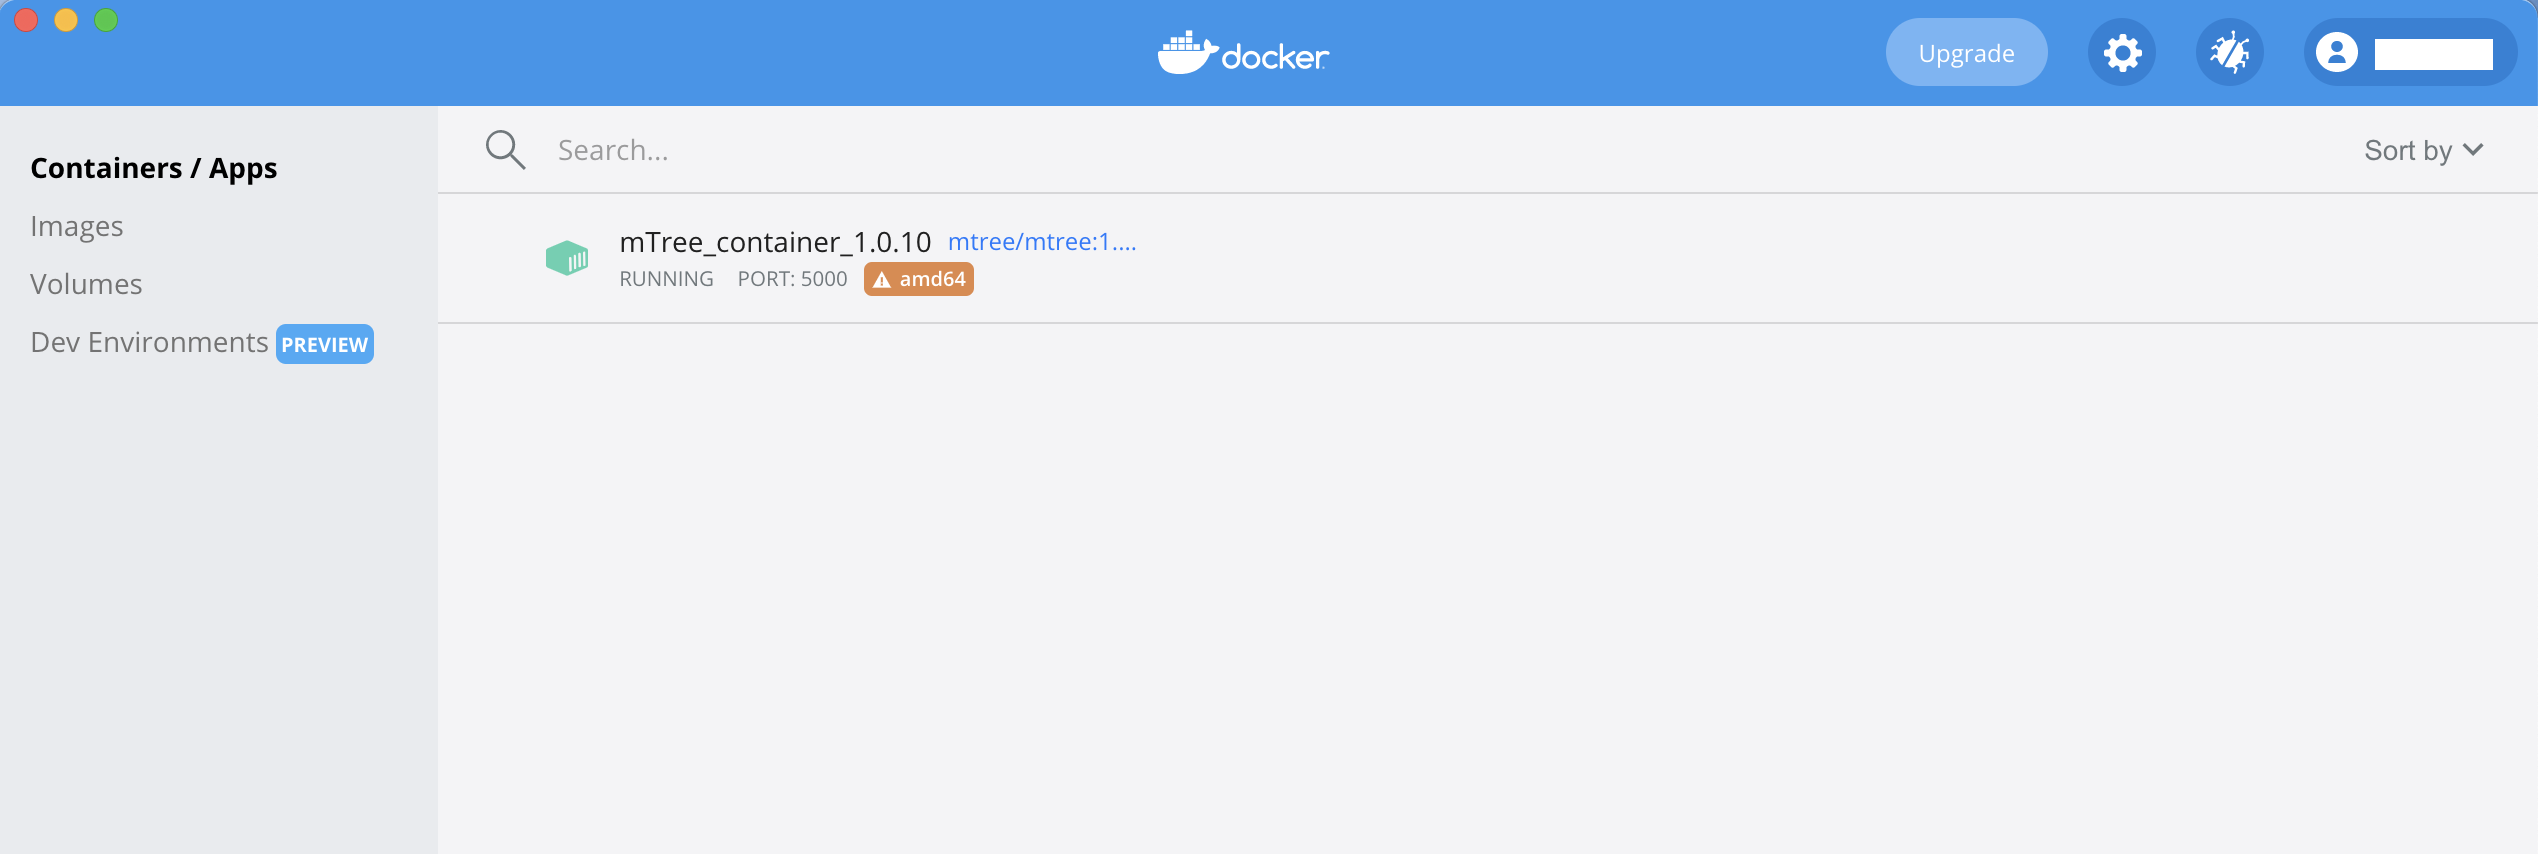 docker
Upgrade
Containers / Apps
Images
Volumes
Dev Environments PREVIEW
Search...
Sort by
mTree_container_1.0.10 mtree/mtree:1....
RUNNING PORT: 5000 amd64